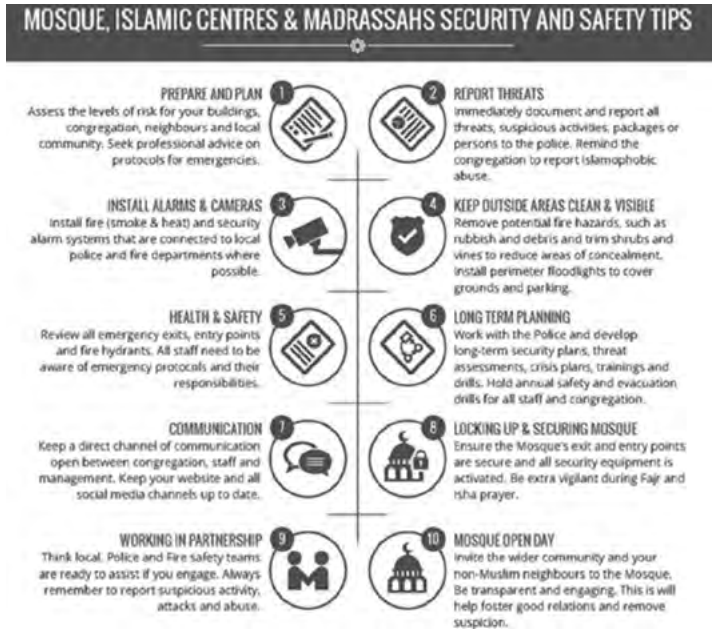 MOSQUE, ISLAMIC CENTRES & MADRASSAHS SECURITY AND SAFETY TIPS
1
PREPARE AND PLAN
Assess the levels of risk for your buildings,
congregation, neighbours and local
community. Seek professional advice on
protocols for emergencies.
2
REPORT THREATS
Immediately document and report all
threats, suspicious activities, packages or
persons to the police. Remind the
congregation to report Islamophobic
abuse.
3
INSTALL ALARMS & CAMERAS
Install fire (smoke & heat) and security
alarm systems that are connected to local
police and fire departments where
possible.
4
KEEP OUTSIDE AREAS CLEAN & VISIBLE
Remove potential fire hazards, such as
rubbish and debris and trim shrubs and
vines to reduce areas of concealment.
Install perimeter floodlights to cover
grounds and parking.
5
HEALTH & SAFETY
Review all emergency exits, entry points
and fire hydrants. All staff need to be
aware of emergency protocols and their
responsibilities.
6
LONG TERM PLANNING
Work with the Police and develop
long-term security plans, threat
assessments, crisis plans, trainings and
drills. Hold annual safety and evacuation
drills for all staff and congregation.
7
COMMUNICATION
Keep a direct channel of communication
open between congregation, staff and
management. Keep your website and all
social media channels up to date.
8
LOCKING UP & SECURING MOSQUE
Ensure the Mosque's exit and entry points
are secure and all security equipment is
activated. Be extra vigilant during Fajr and
Isha prayer.
9
WORKING IN PARTNERSHIP
Think local. Police and Fire safety teams
are ready to assist if you engage. Always
remember to report suspicious activity,
attacks and abuse.
10
MOSQUE OPEN DAY
Invite the wider community and your
non-Muslim neighbours to the Mosque.
Be transparent and engaging. This is will
help foster good relations and remove
suspicion.